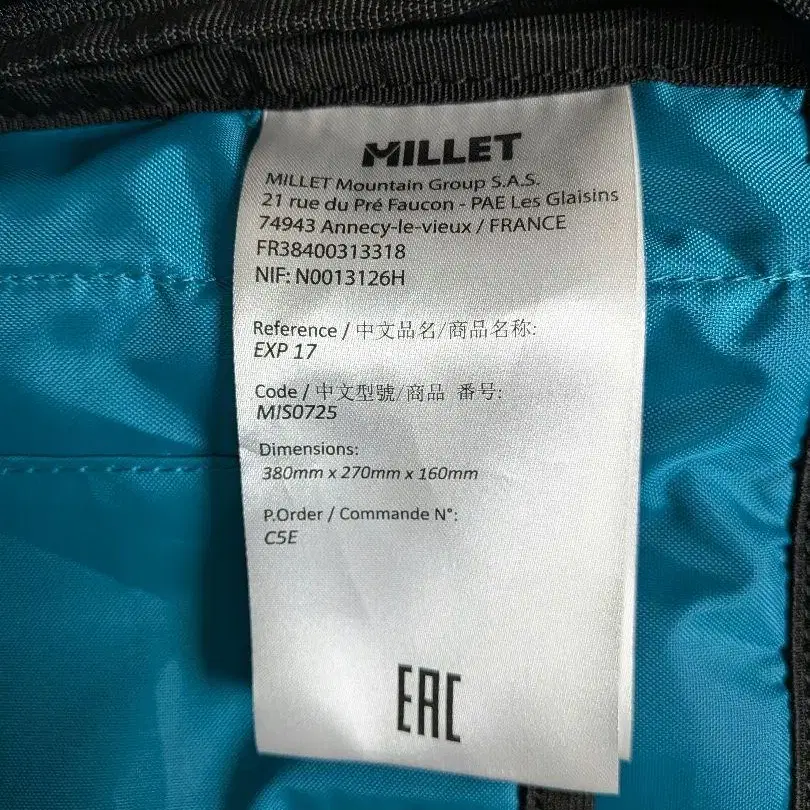 MILLET
MILLET Mountain Group S.A.S.
21 rue du Pré Faucon - PAE Les Glaisins
74943 Annecy-le-vieux / FRANCE
FR38400313318
NIF: N0013126H
Reference / 中文品名/商品名称:
EXP 17
Code / 中文型號/商品 番号:
MIS0725
Dimensions:
380mm x 270mm x 160mm
P.Order / Commande N°:
C5E
EAC